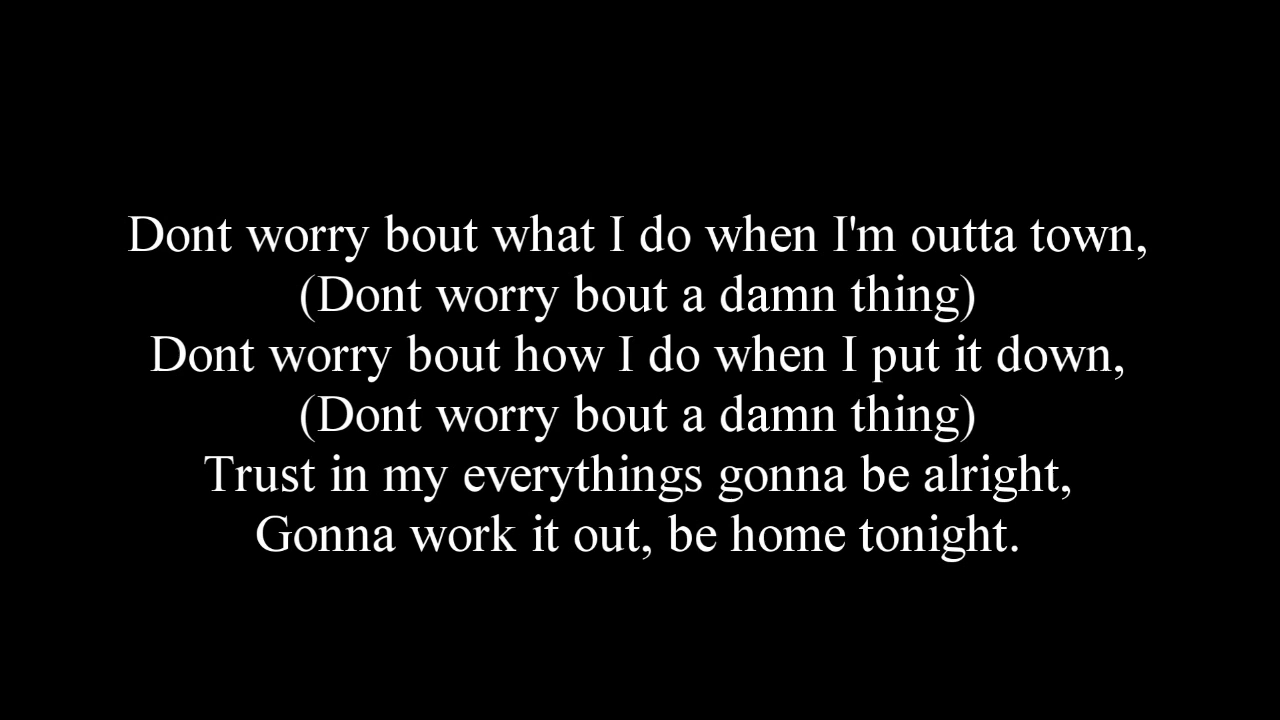 Dont worry bout what I do when I'm outta town,
(Dont worry bout a damn thing)
Dont worry bout how I do when I put it down,
(Dont worry bout a damn thing)
Trust in my everythings gonna be alright,
Gonna work it out, be home tonight.